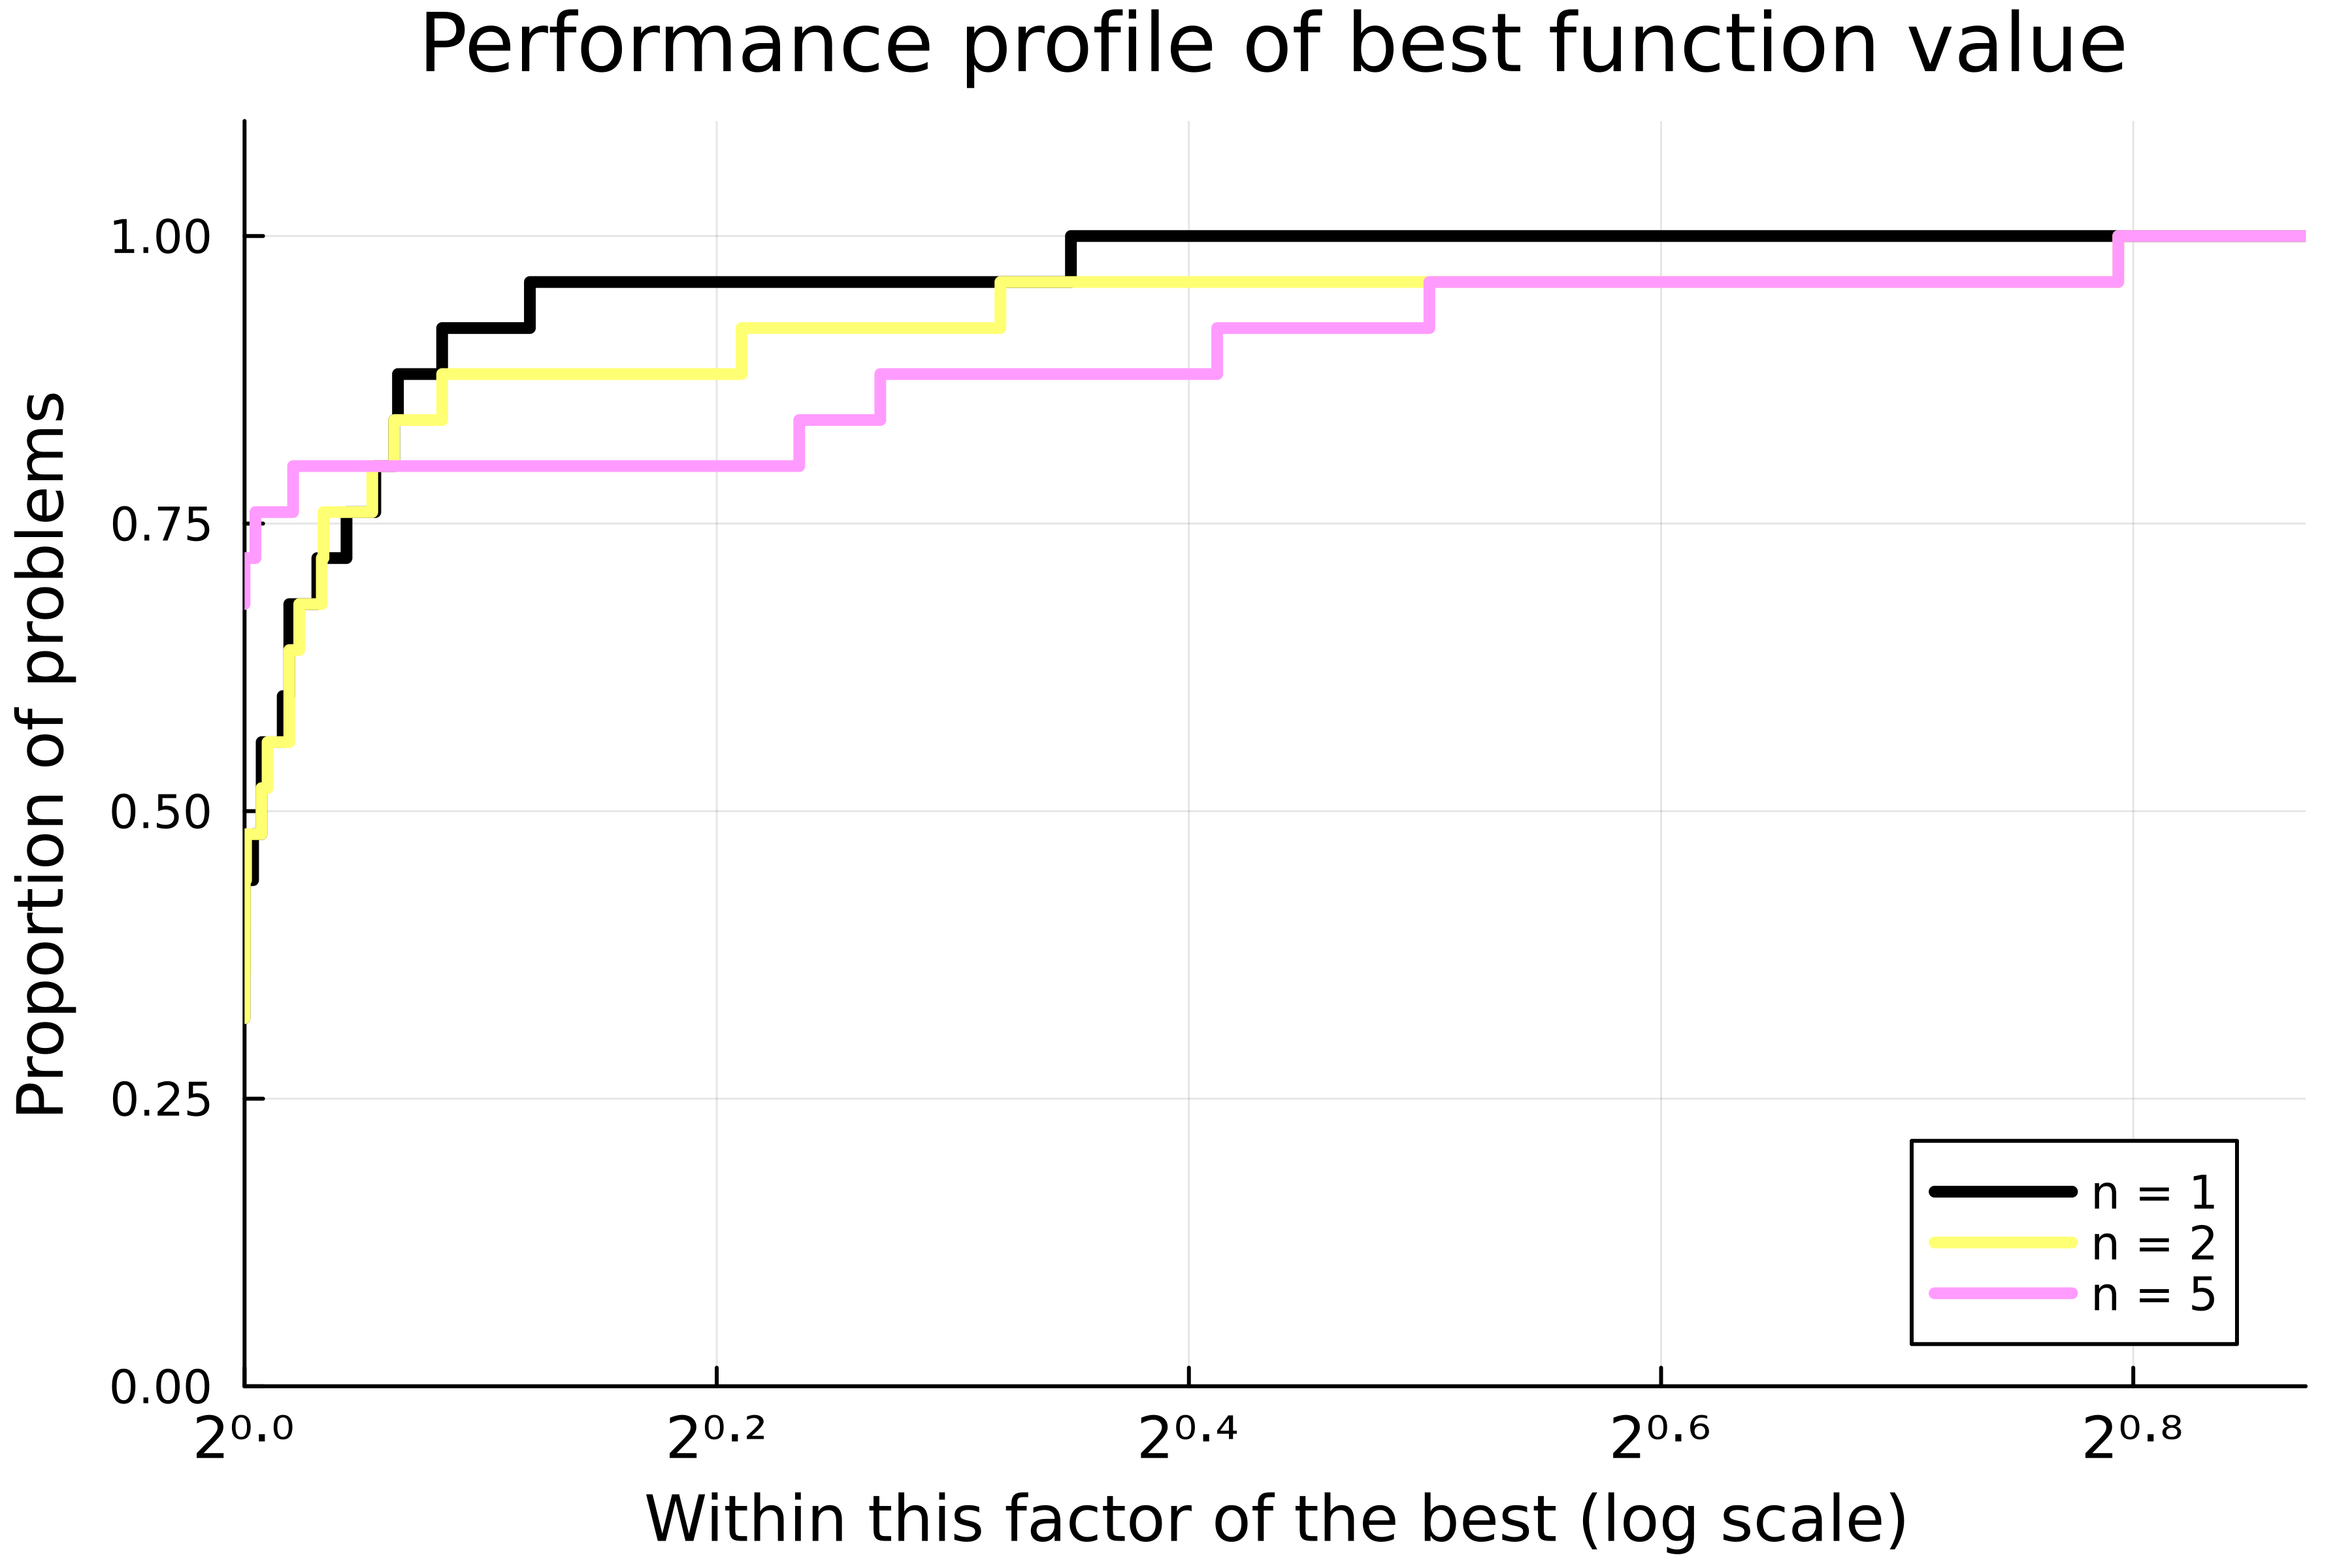 Performance profile of best function value
Proportion of problems
1.00
0.75
0.50
0.25
0.00
2⁰·⁰ 2⁰·² 2⁰·⁴ 2⁰·⁶ 2⁰·⁸
Within this factor of the best (log scale)
n = 1
n = 2
n = 5